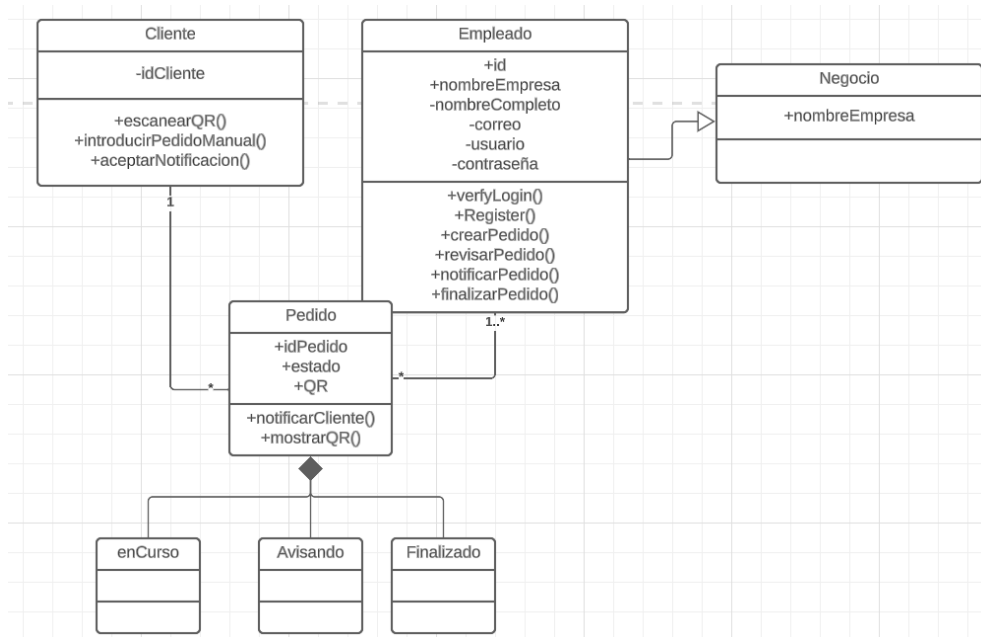 Cliente
-idCliente
+escanearQR()
+introducirPedidoManual()
+aceptarNotificacion()
1
*
Empleado
+id
+nombreEmpresa
-nombreCompleto
-correo
-usuario
-contraseña
+verfyLogin()
+Register()
+crearPedido()
+revisarPedido()
+notificarPedido()
+finalizarPedido()
1..*
*
Negocio
+nombreEmpresa
Pedido
+idPedido
+estado
+QR
+notificarCliente()
+mostrarQR()
enCurso
Avisando
Finalizado